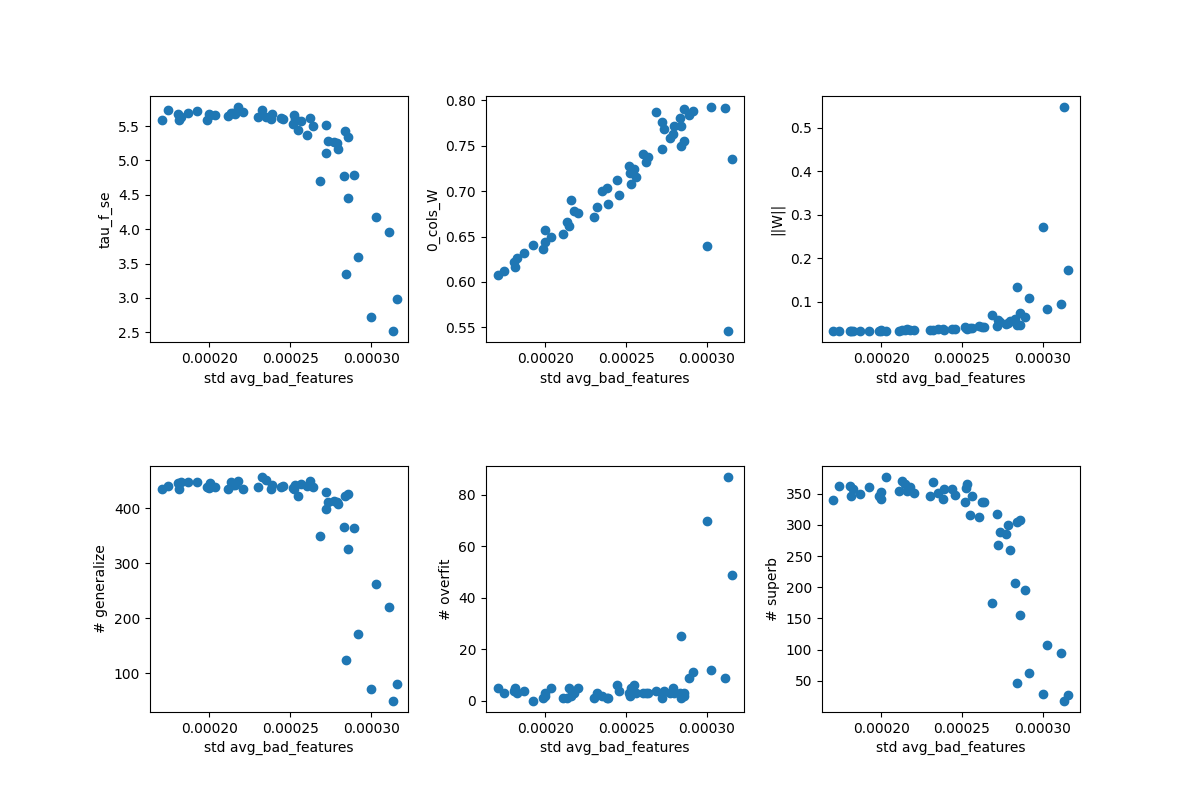 tau_f_se
5.5
5.0
4.5
4.0
3.5
3.0
2.5
0.00020 0.00025 0.00030
std avg_bad_features
0_cols_W
0.80
0.75
0.70
0.65
0.60
0.55
0.00020 0.00025 0.00030
std avg_bad_features
||W||
0.5
0.4
0.3
0.2
0.1
0.00020 0.00025 0.00030
std avg_bad_features
# generalize
400
300
200
100
0.00020 0.00025 0.00030
std avg_bad_features
# overfit
80
60
40
20
0
0.00020 0.00025 0.00030
std avg_bad_features
# superb
350
300
250
200
150
100
50
0.00020 0.00025 0.00030
std avg_bad_features